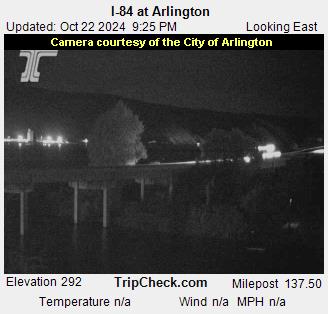 I-84 at Arlington
Updated: Oct 22 2024 9:25 PM Looking East
Camera courtesy of the City of Arlington
Elevation 292 TripCheck.com Milepost 137.50
Temperature n/a Wind n/a MPH n/a